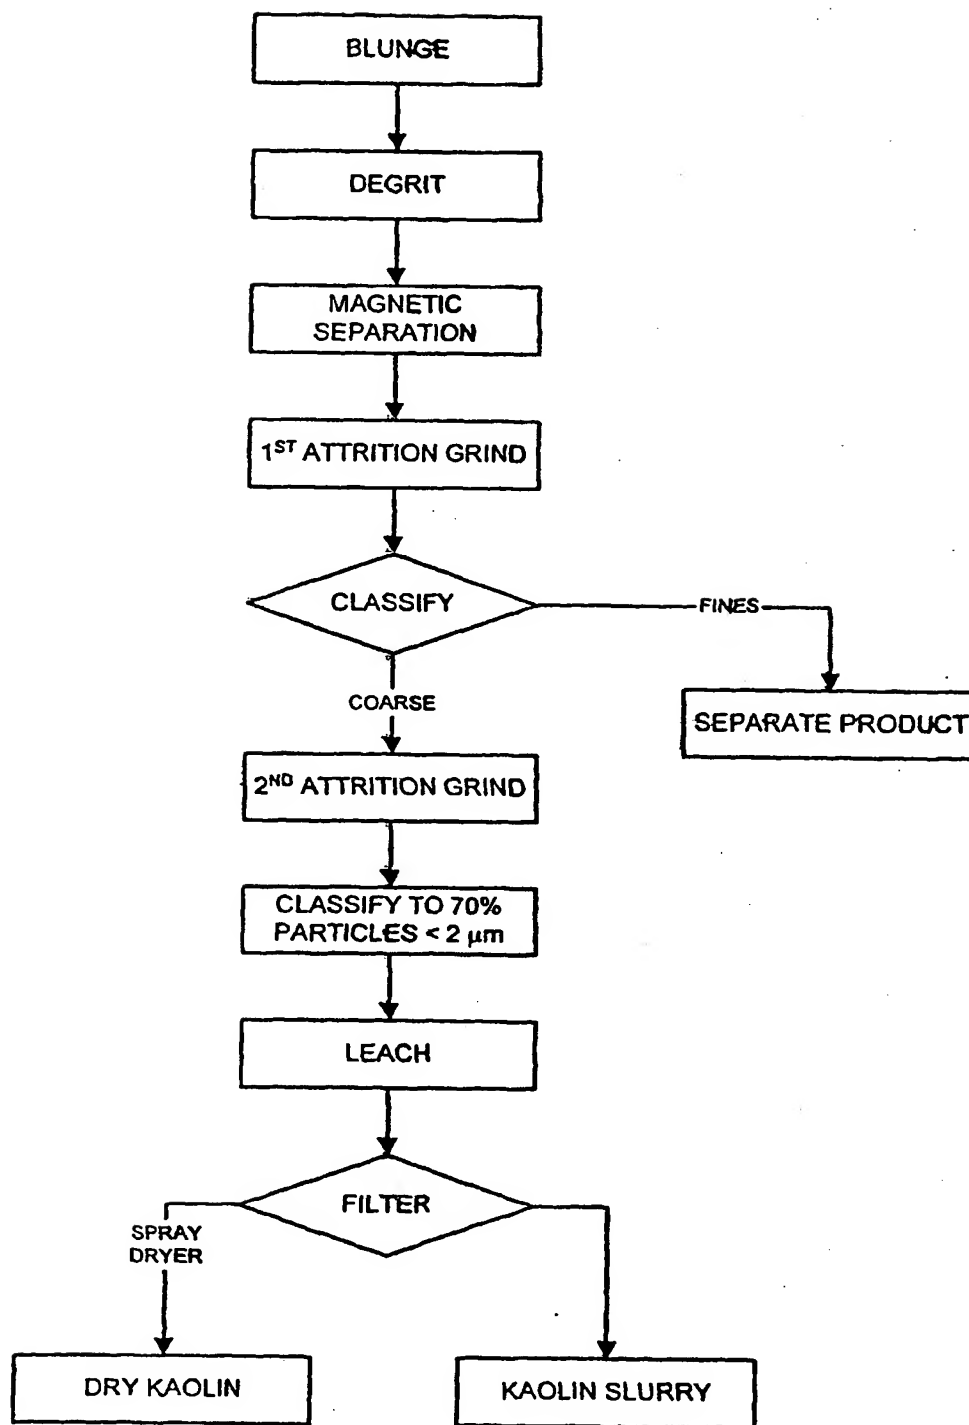 BLUNGE
DEGRIT
MAGNETIC
SEPARATION
1ST ATTRITION GRIND
CLASSIFY
FINES
COARSE
SEPARATE PRODUCT
2ND ATTRITION GRIND
CLASSIFY TO 70%
PARTICLES < 2 μm
LEACH
FILTER
SPRAY
DRYER
DRY KAOLIN
KAOLIN SLURRY